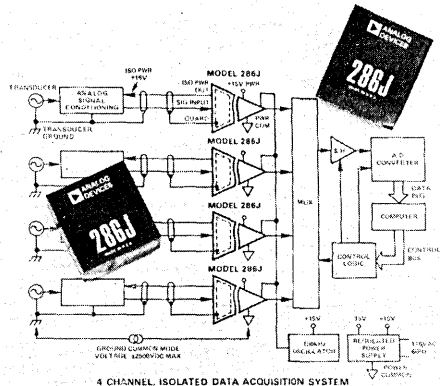 ANALOG
DEVICES
286J
ISO PWR
+15V
MODEL 286J
+15V PWR
TRANSDUCER
ANALOG
SIGNAL
CONDITIONING
ISO PWR
OUT
SIG INPUT
GUARD
PWR
COM
TRANSDUCER
GROUND
MODEL 286J
S/H
A/D
CONVERTER
DATA
BUS
ANALOG
DEVICES
286J
MODEL 286J
MUX
COMPUTER
CONTROL
LOGIC
CONTROL
BUS
MODEL 286J
GROUND COMMON MODE
VOLTAGE ±2500VDC MAX
+15V
OSCILLATOR
+15V
REGULATED
POWER
SUPPLY
60Hz
POWER
COMMON
4 CHANNEL, ISOLATED DATA ACQUISITION SYSTEM